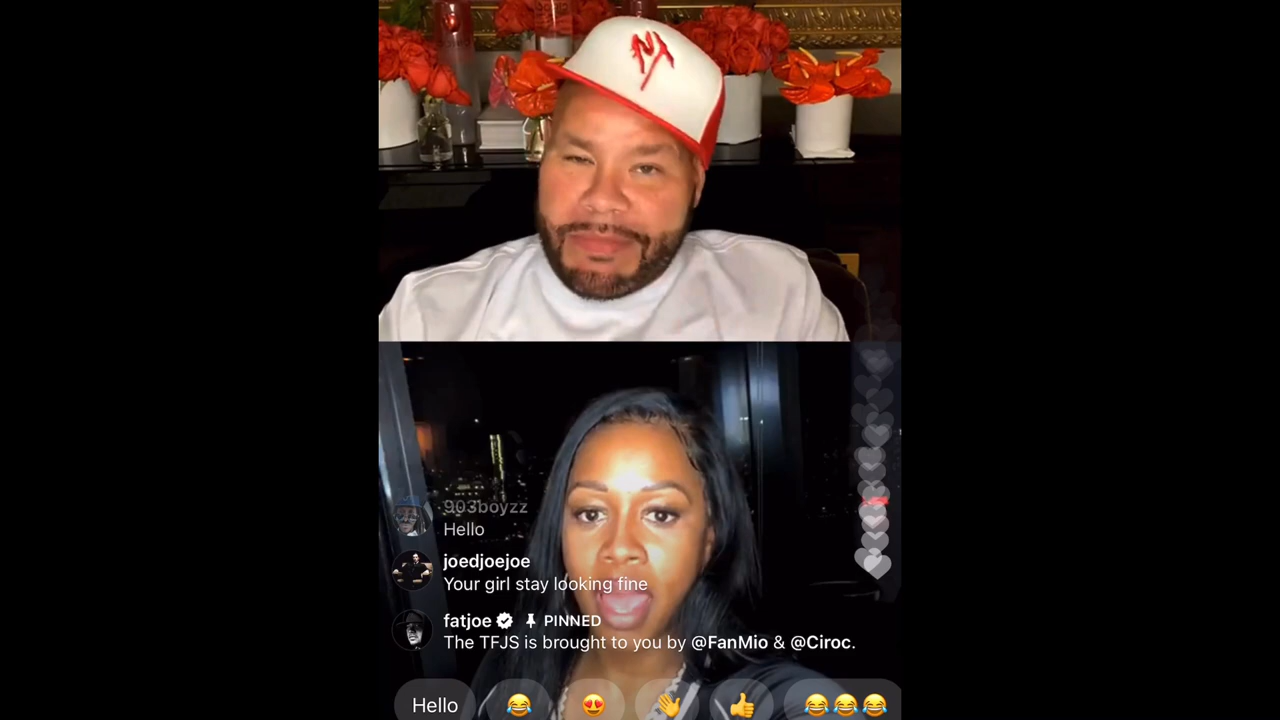 NY
903boyzz
Hello
joedjoejoe
Your girl stay looking fine
fatjoe PINNED
The TFJS is brought to you by @FanMio & @Ciroc.
Hello